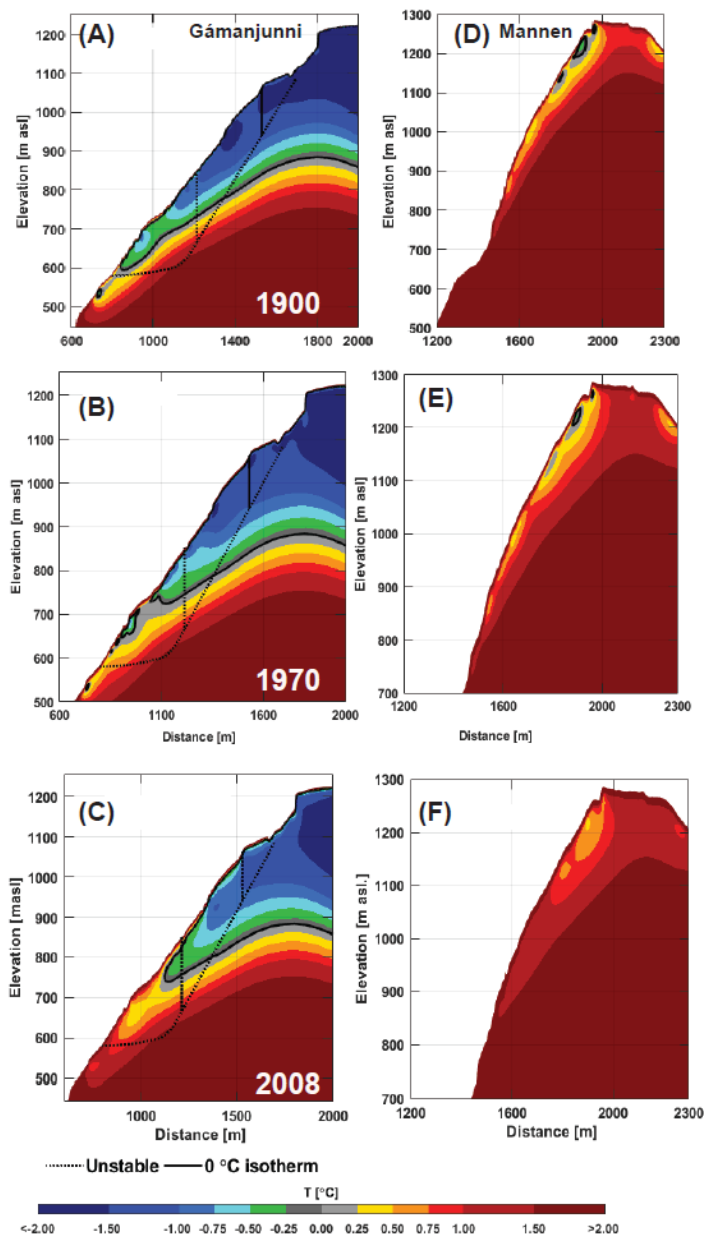 (A) Gámanjunni
1200
1100
1000
900
800
700
600
500
Elevation [m asl]
1900
600 1000 1400 1800 2000
(D) Mannen
1300
1200
1100
1000
900
800
700
600
500
Elevation [m asl]
1200 1600 2000 2300
(B)
1200
1100
1000
900
800
700
600
500
Elevation [m asl]
1970
600 1100 1600 2000
Distance [m]
(E)
1300
1200
1100
1000
900
800
700
Elevation [m asl]
1200 1600 2000 2300
Distance [m]
(C)
1200
1100
1000
900
800
700
600
500
Elevation [masl]
2008
1000 1500 2000
Distance [m]
(F)
1300
1200
1100
1000
900
800
700
Elevation [m asl.]
1200 1600 2000 2300
Distance [m]
Unstable 0 °C isotherm
T [°C]
<-2.00 -1.50 -1.00 -0.75 -0.50 -0.25 0.00 0.25 0.50 0.75 1.00 1.50 >2.00